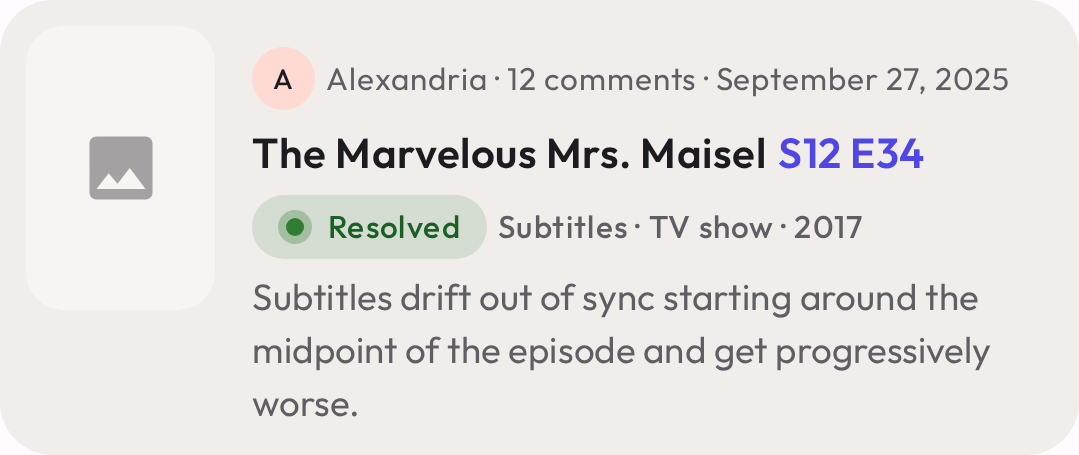 A Alexandria · 12 comments · September 27, 2025
The Marvelous Mrs. Maisel S12 E34
Resolved Subtitles · TV show · 2017
Subtitles drift out of sync starting around the
midpoint of the episode and get progressively
worse.